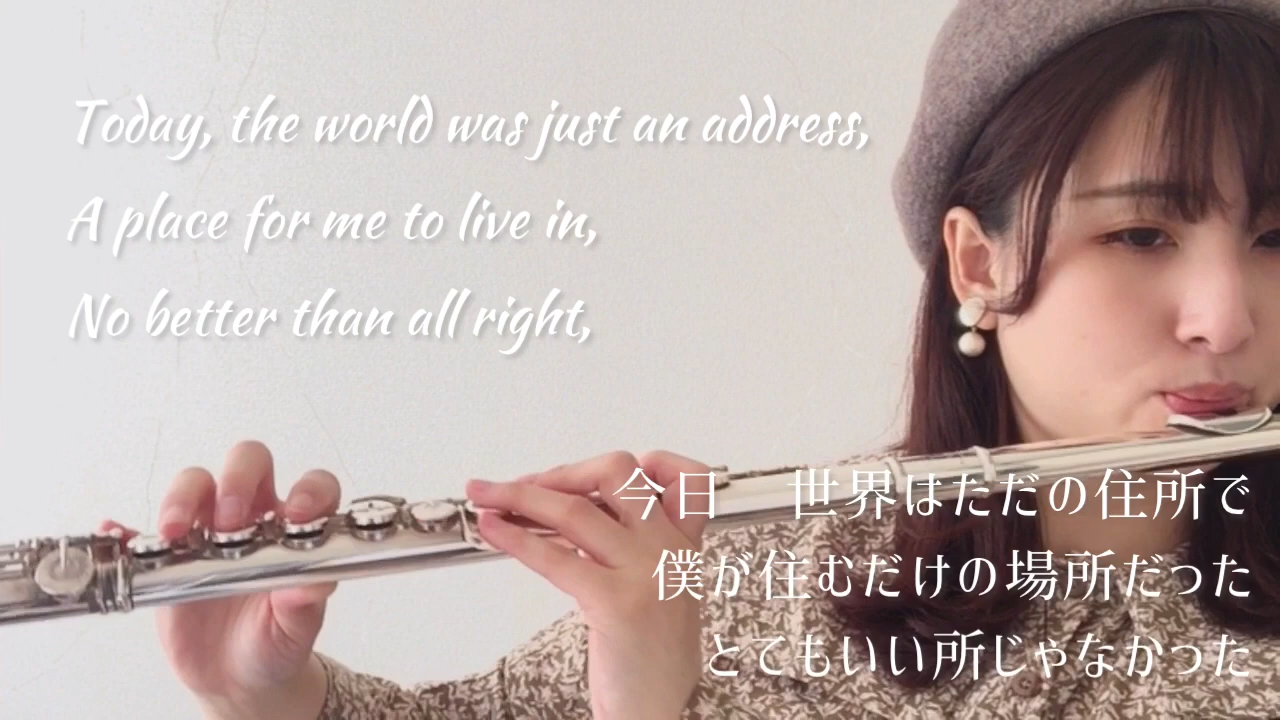 Today, the world was just an address,
A place for me to live in,
No better than all right,
今日　世界はただの住所で
僕が住むだけの場所だった
とてもいい所じゃなかった